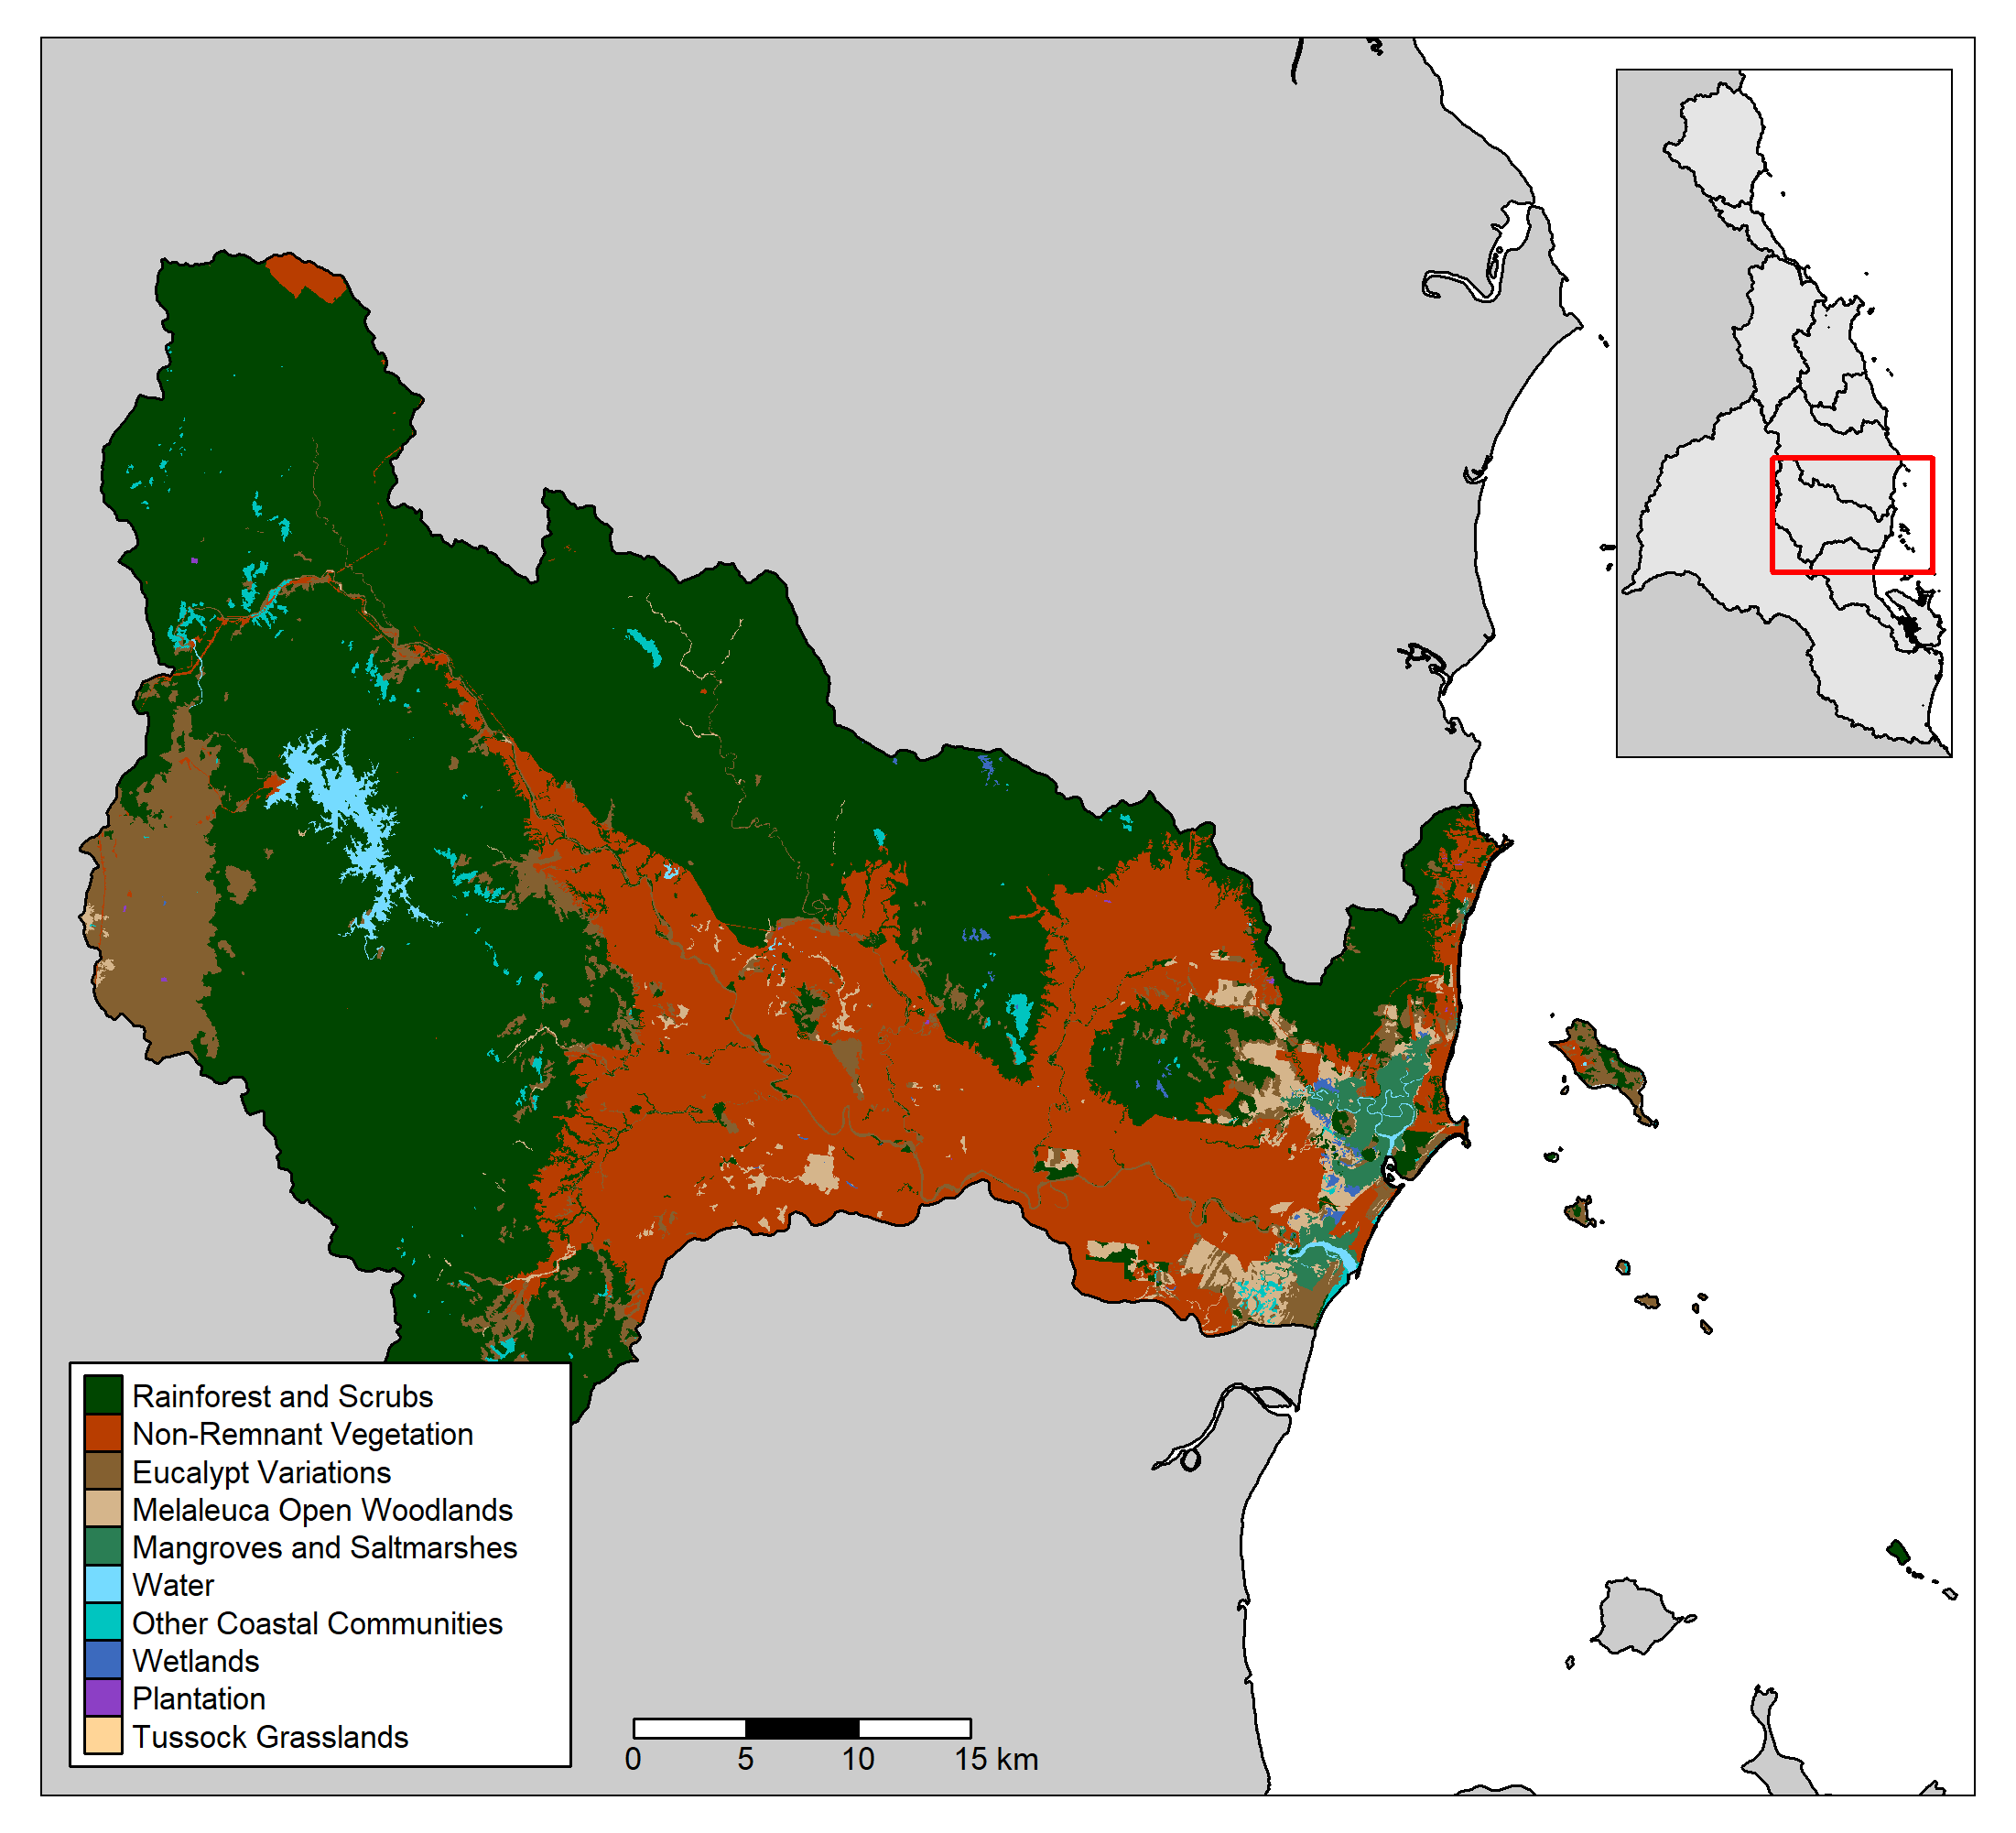 Rainforest and Scrubs
Non-Remnant Vegetation
Eucalypt Variations
Melaleuca Open Woodlands
Mangroves and Saltmarshes
Water
Other Coastal Communities
Wetlands
Plantation
Tussock Grasslands
0 5 10 15 km